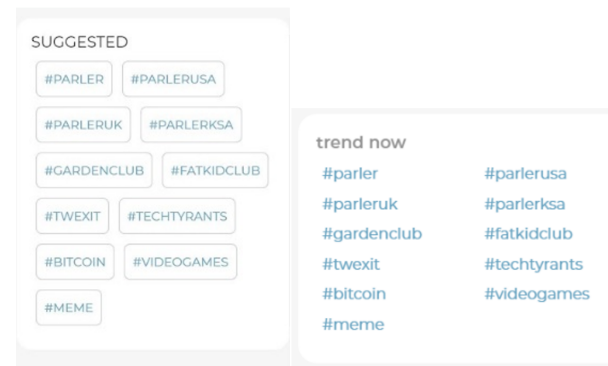 SUGGESTED
#PARLER #PARLERUSA
#PARLERUK #PARLERKSA
#GARDENCLUB #FATKIDCLUB
#TWEXIT #TECHTYRANTS
#BITCOIN #VIDEOGAMES
#MEME
trend now
#parler #parlerusa
#parleruk #parlerksa
#gardenclub #fatkidclub
#twexit #techtyrants
#bitcoin #videogames
#meme